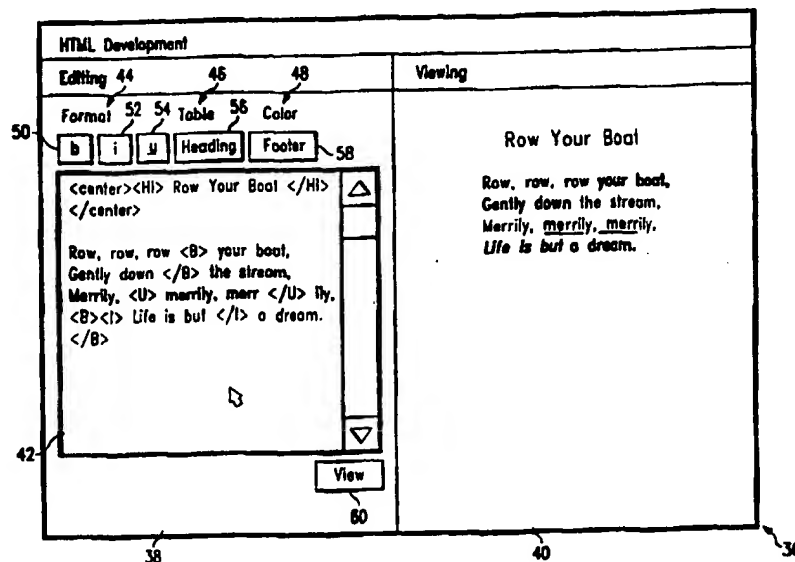 HTML Development
Editing 44 46 48 Viewing
Format 52 54 Table 56 Color
50 b i u Heading Footer 58
<center><H1> Row Your Boat </H1>
</center>
Row, row, row <B> your boat,
Gently down </B> the stream,
Merrily, <U> merrily, merr </U> ily,
<B><I> Life is but </I> a dream.
</B>
42
View
60
38
Row Your Boat
Row, row, row your boat,
Gently down the stream,
Merrily, merrily, merrily,
Life is but a dream.
40
36